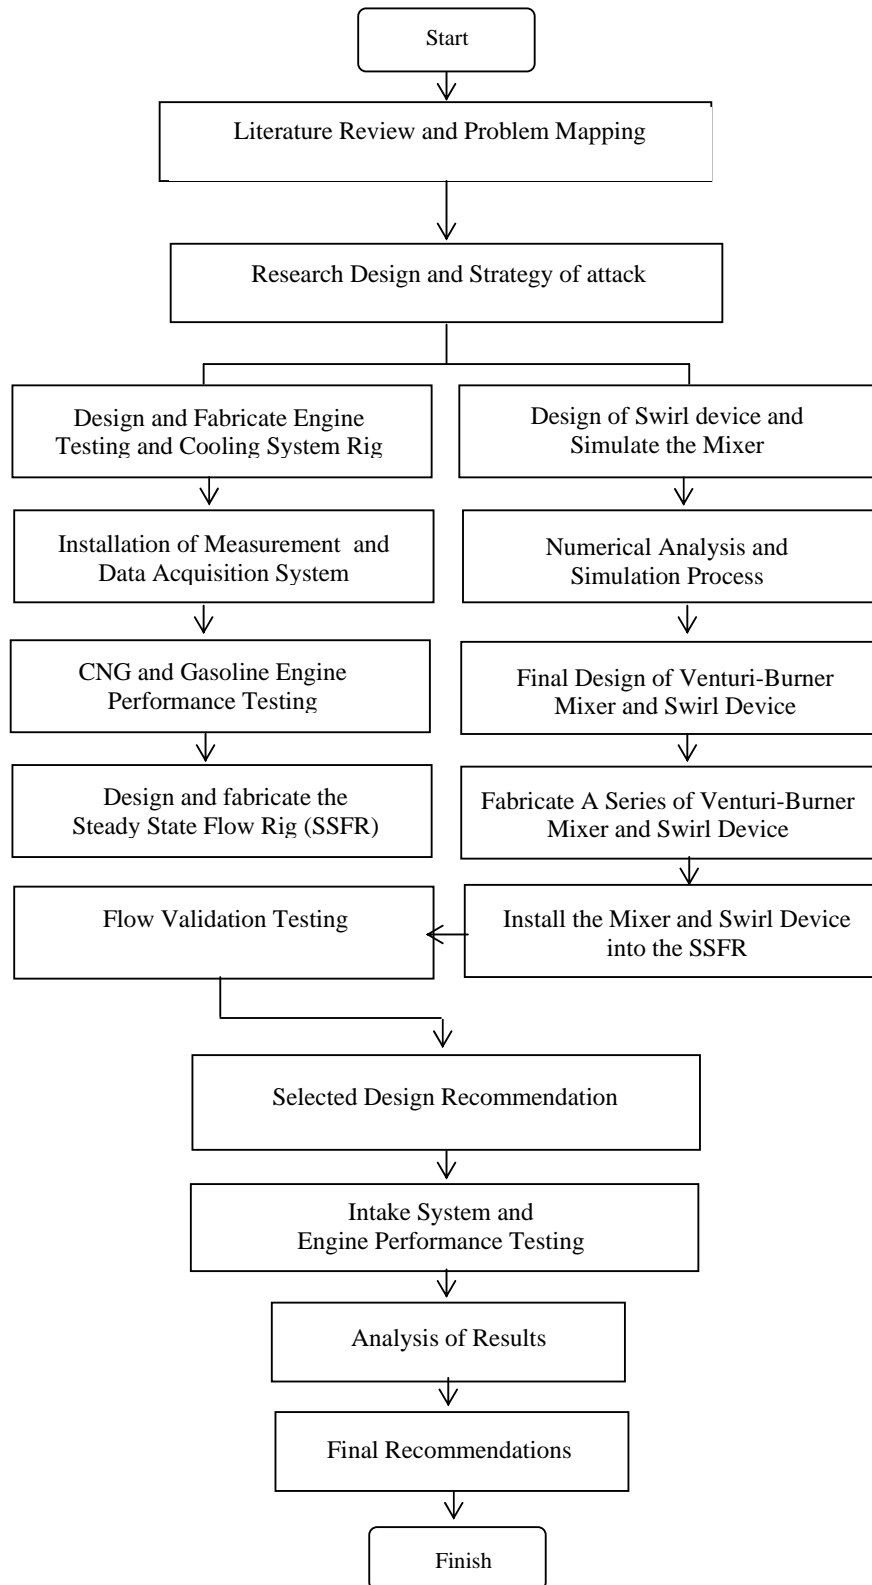 Start
Literature Review and Problem Mapping
Research Design and Strategy of attack
Design and Fabricate Engine
Testing and Cooling System Rig
Design of Swirl device and
Simulate the Mixer
Installation of Measurement and
Data Acquisition System
Numerical Analysis and
Simulation Process
CNG and Gasoline Engine
Performance Testing
Final Design of Venturi-Burner
Mixer and Swirl Device
Design and fabricate the
Steady State Flow Rig (SSFR)
Fabricate A Series of Venturi-Burner
Mixer and Swirl Device
Flow Validation Testing
Install the Mixer and Swirl Device
into the SSFR
Selected Design Recommendation
Intake System and
Engine Performance Testing
Analysis of Results
Final Recommendations
Finish